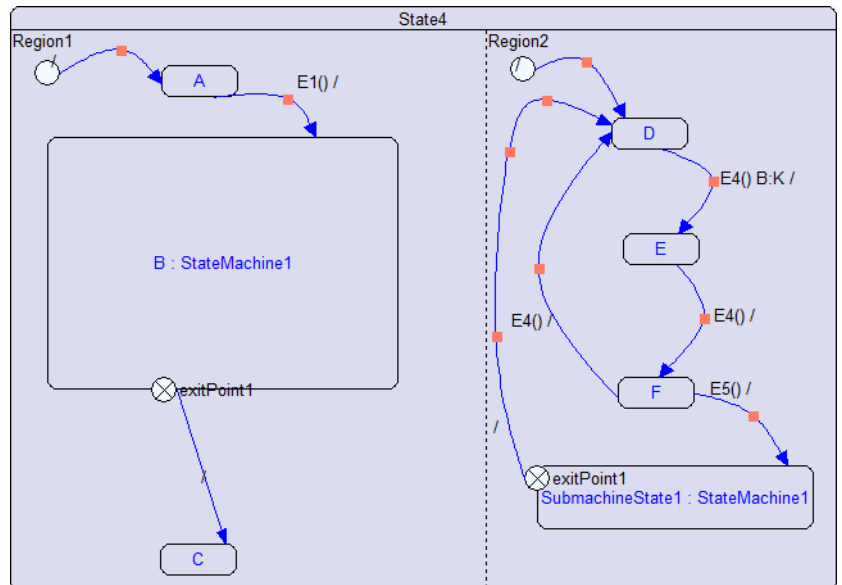 State4
Region1
/
A
E1() /
B : StateMachine1
exitPoint1
/
C
Region2
/
D
E4() B:K /
E
E4() /
E4() /
F
E5() /
/
exitPoint1
SubmachineState1 : StateMachine1